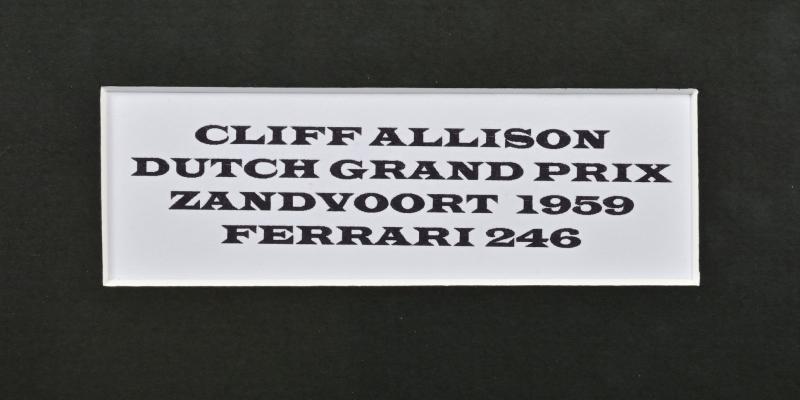 CLIFF ALLISON
DUTCH GRAND PRIX
ZANDVOORT 1959
FERRARI 246